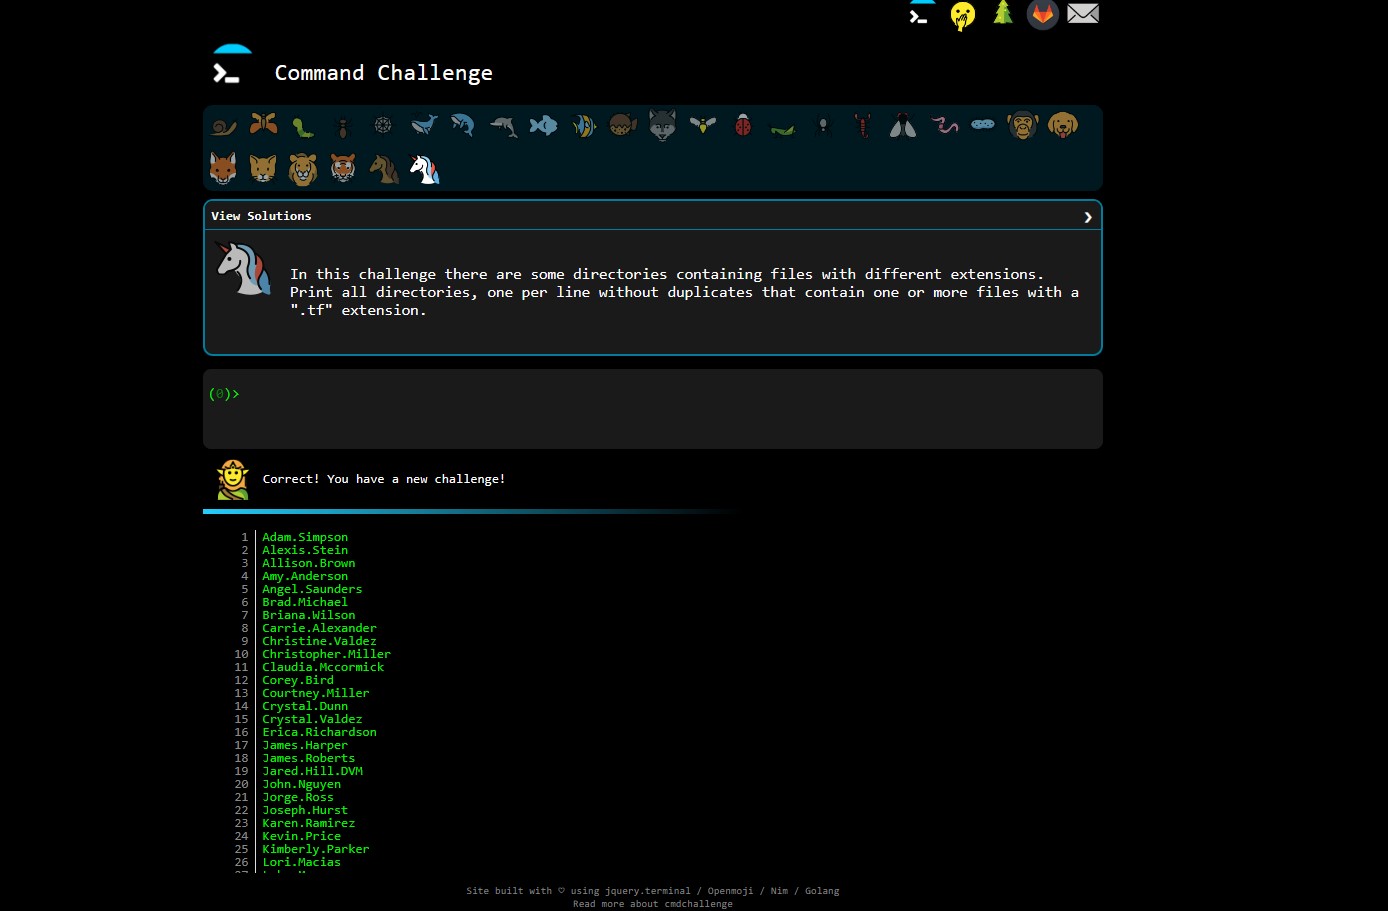 Command Challenge
View Solutions
In this challenge there are some directories containing files with different extensions.
Print all directories, one per line without duplicates that contain one or more files with a
".tf" extension.
(0)>
Correct! You have a new challenge!
1 Adam.Simpson
2 Alexis.Stein
3 Allison.Brown
4 Amy.Anderson
5 Angel.Saunders
6 Brad.Michael
7 Briana.Wilson
8 Carrie.Alexander
9 Christine.Valdez
10 Christopher.Miller
11 Claudia.Mccormick
12 Corey.Bird
13 Courtney.Miller
14 Crystal.Dunn
15 Crystal.Valdez
16 Erica.Richardson
17 James.Harper
18 James.Roberts
19 Jared.Hill.DVM
20 John.Nguyen
21 Jorge.Ross
22 Joseph.Hurst
23 Karen.Ramirez
24 Kevin.Price
25 Kimberly.Parker
26 Lori.Macias
Site built with ♡ using jquery.terminal / Openmoji / Nim / Golang
Read more about cmdchallenge